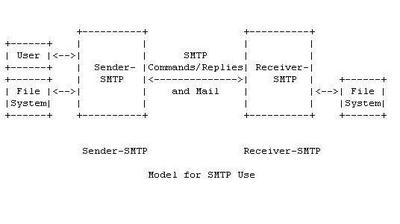 +------+    +----------+                +----------+
| User |<-->|          |      SMTP      |          |
+------+    |  Sender- |Commands/Replies| Receiver-|
+------+    |   SMTP   |<-------------->|    SMTP  |    +------+
| File |<-->|          |    and Mail    |          |<-->| File |
|System|    |          |                |          |    |System|
+------+    +----------+                +----------+    +------+
Sender-SMTP                Receiver-SMTP
Model for SMTP Use